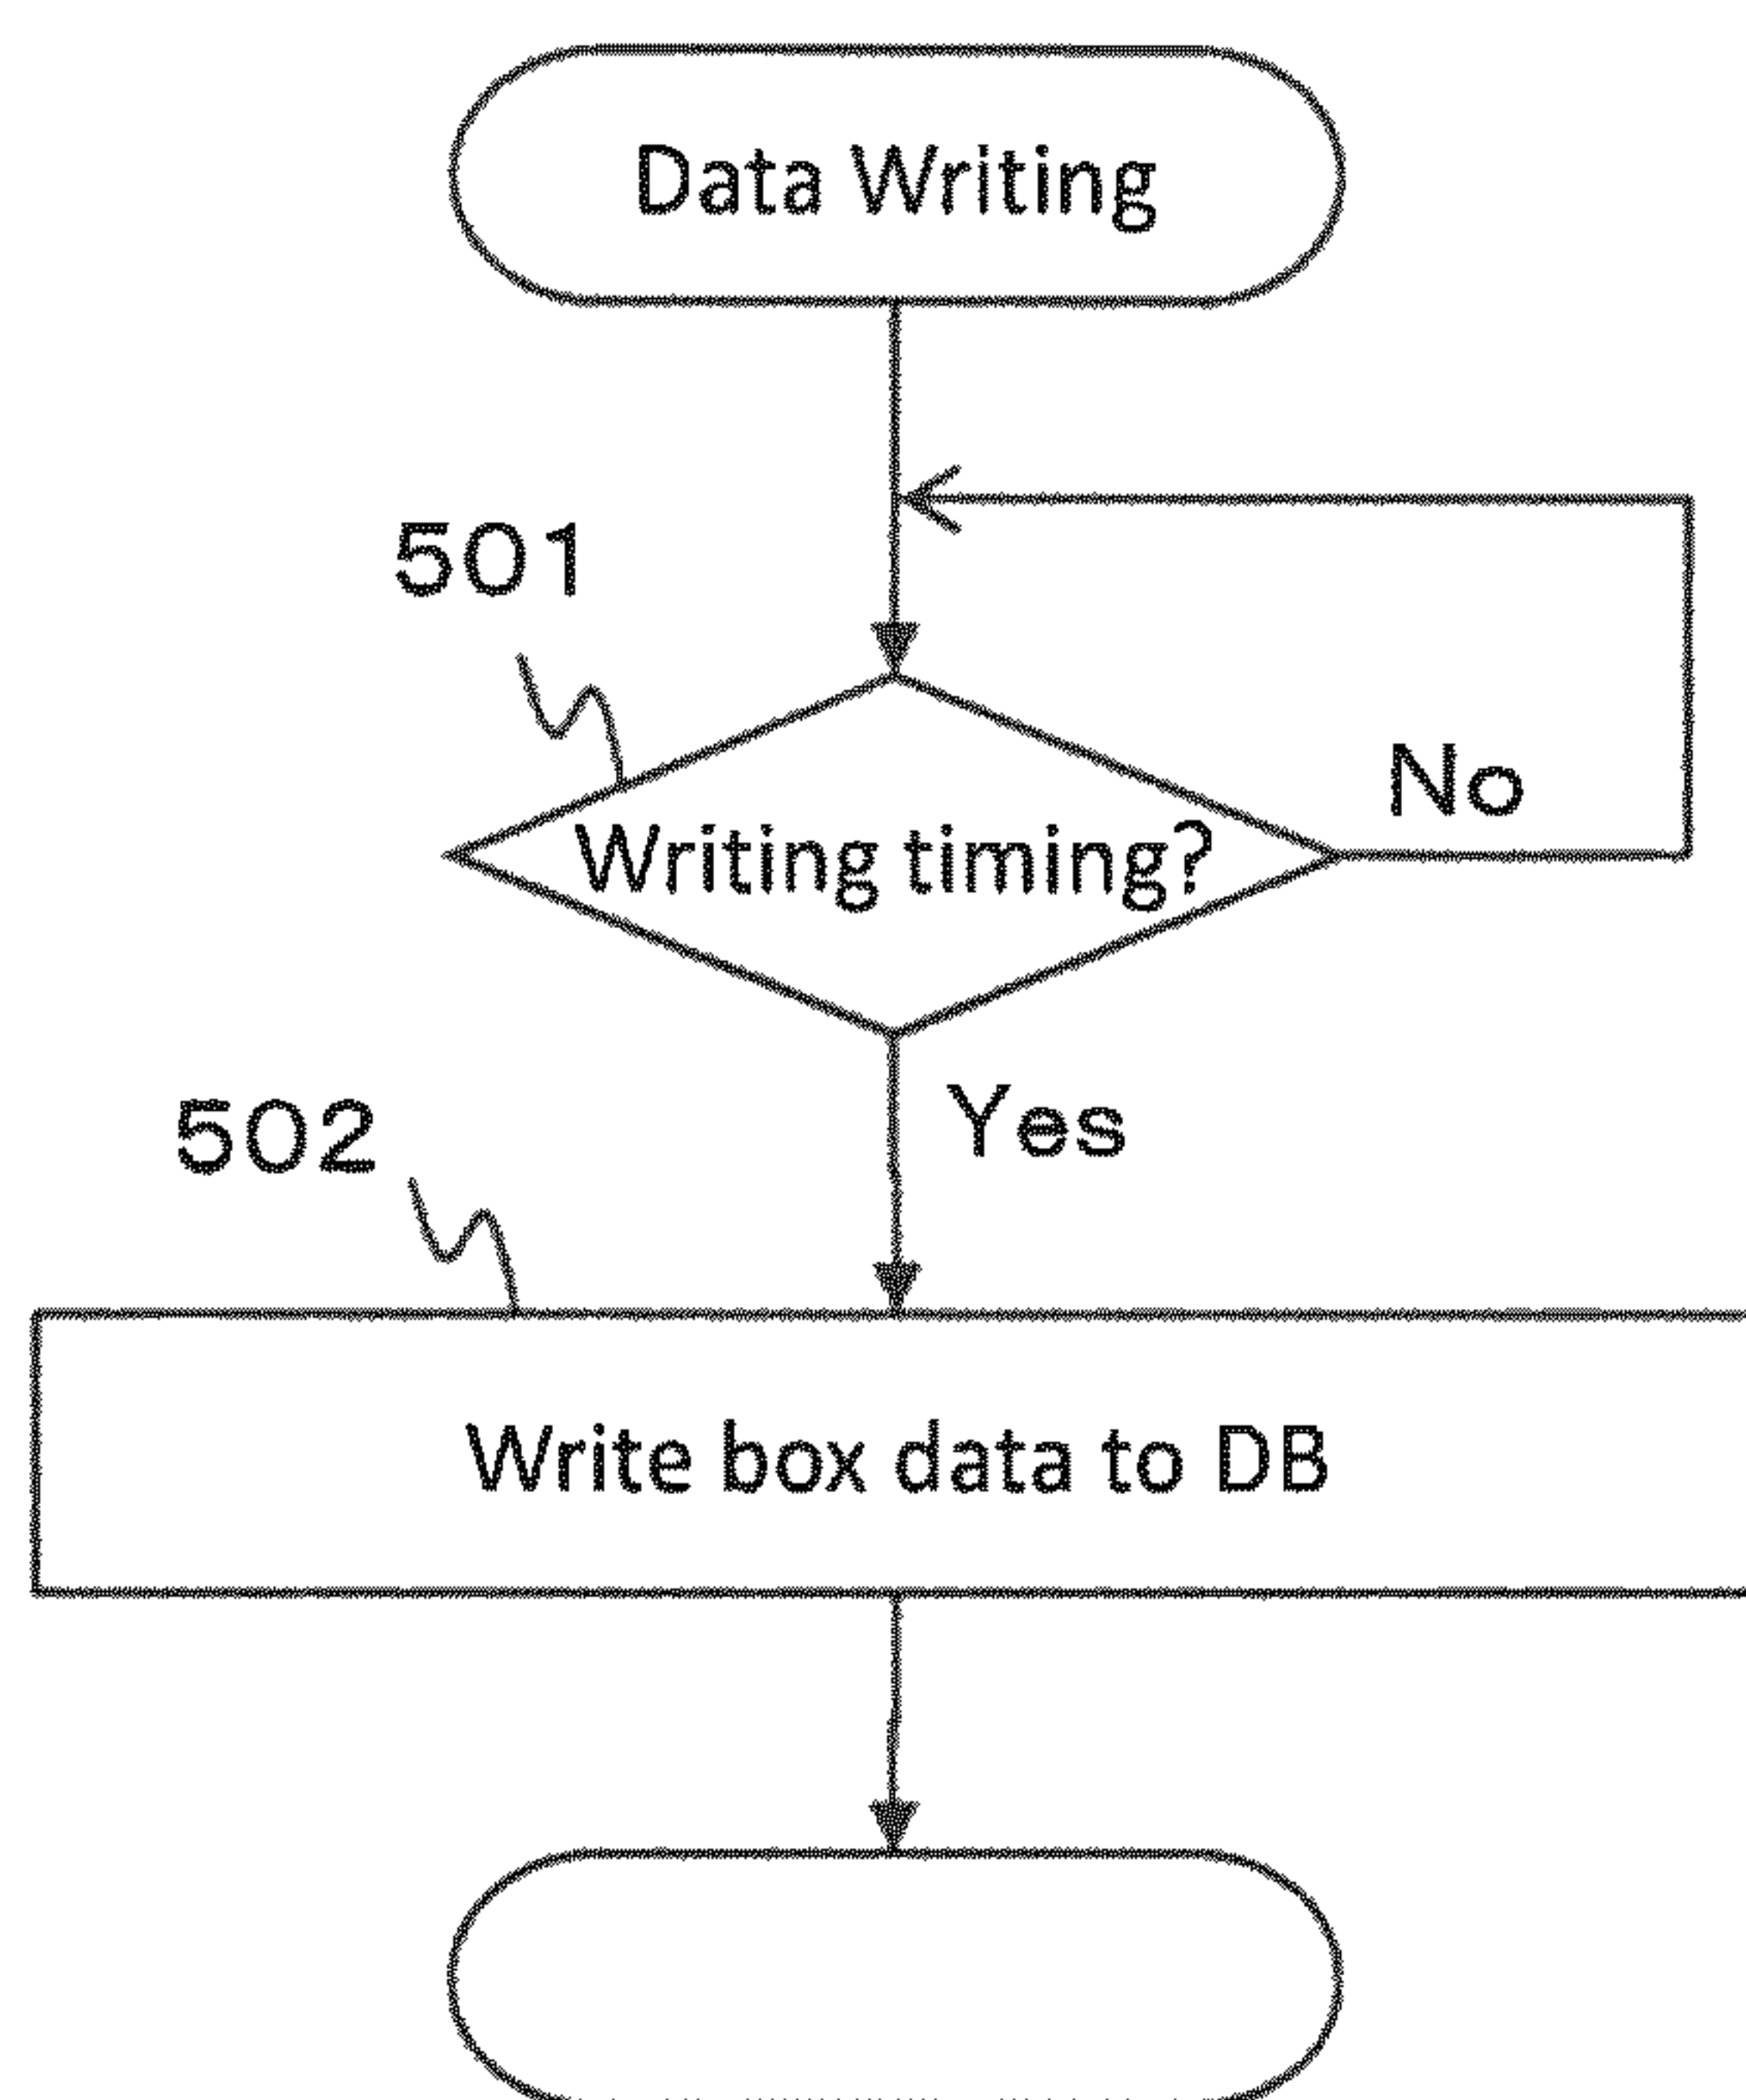 Data Writing
501
Writing timing?
No
Yes
502
Write box data to DB